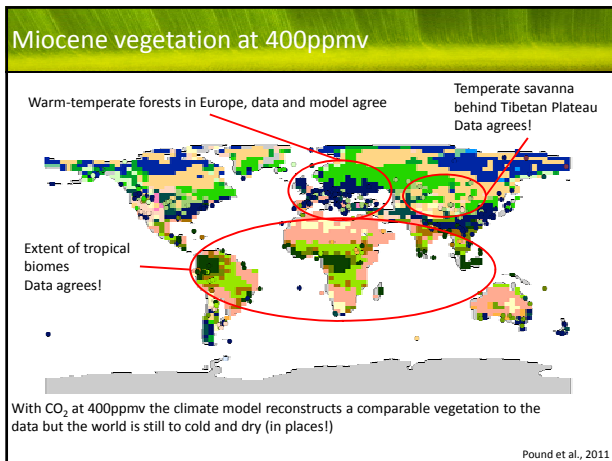 Miocene vegetation at 400ppmv
Warm-temperate forests in Europe, data and model agree
Temperate savanna
behind Tibetan Plateau
Data agrees!
Extent of tropical
biomes
Data agrees!
With CO₂ at 400ppmv the climate model reconstructs a comparable vegetation to the
data but the world is still to cold and dry (in places!)
Pound et al., 2011